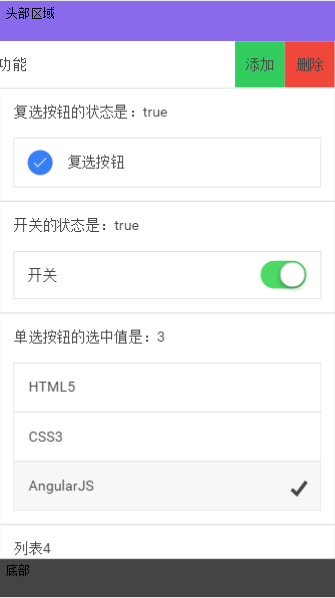 头部区域
功能 添加 删除
复选按钮的状态是：true
复选按钮
开关的状态是：true
开关
单选按钮的选中值是：3
HTML5
CSS3
AngularJS
列表4
底部